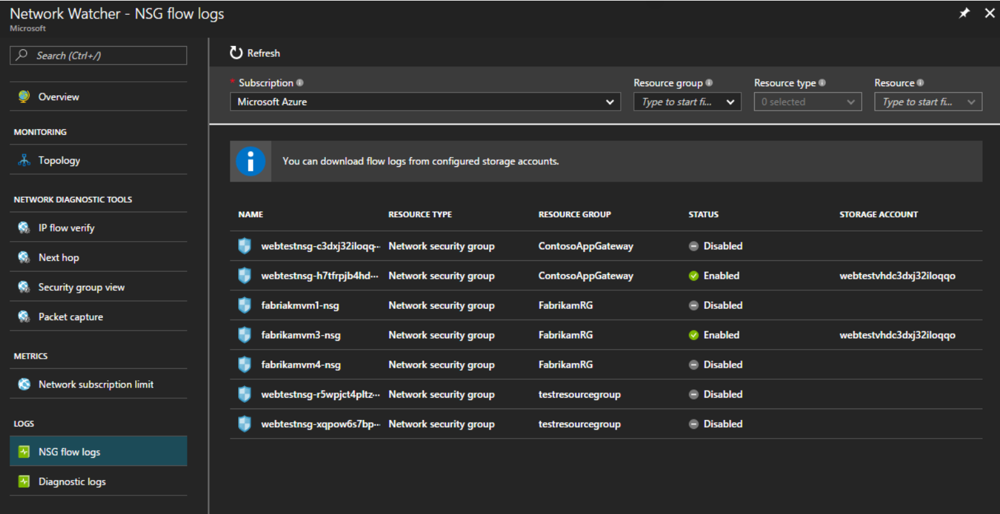 Network Watcher - NSG flow logs
Microsoft
Search (Ctrl+/)
Overview
MONITORING
Topology
NETWORK DIAGNOSTIC TOOLS
IP flow verify
Next hop
Security group view
Packet capture
METRICS
Network subscription limit
LOGS
NSG flow logs
Diagnostic logs
Refresh
* Subscription Resource group Resource type Resource
Microsoft Azure Type to start fi... 0 selected Type to start fi...
You can download flow logs from configured storage accounts.
NAME RESOURCE TYPE RESOURCE GROUP STATUS STORAGE ACCOUNT
webtestnsg-c3dxj32iloqq... Network security group ContosoAppGateway Disabled
webtestnsg-h7tfrpjb4hd... Network security group ContosoAppGateway Enabled webtestvhdc3dxj32iloqqo
fabriakmvm1-nsg Network security group FabrikamRG Disabled
fabrikamvm3-nsg Network security group FabrikamRG Enabled webtestvhdc3dxj32iloqqo
fabrikamvm4-nsg Network security group FabrikamRG Disabled
webtestnsg-r5wpjct4pltz... Network security group testresourcegroup Disabled
webtestnsg-xqpow6s7bp... Network security group testresourcegroup Disabled